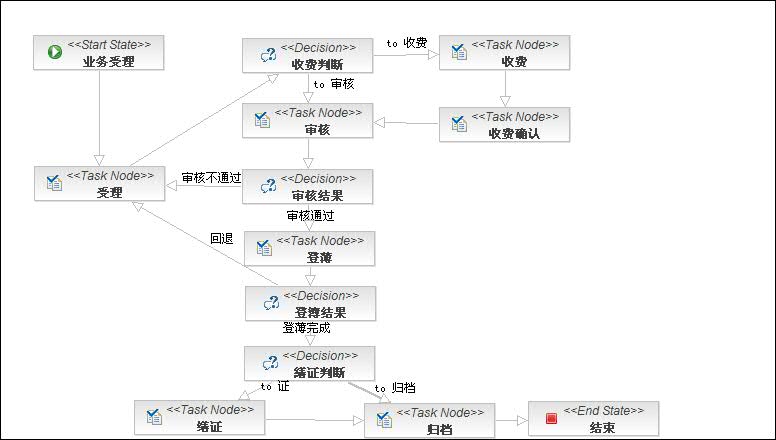 <<Start State>>
业务受理
<<Decision>>
收费判断
to 收费
<<Task Node>>
收费
to 审核
<<Task Node>>
审核
<<Task Node>>
收费确认
<<Task Node>>
受理
审核不通过
<<Decision>>
审核结果
审核通过
回退
<<Task Node>>
登薄
<<Decision>>
登簿结果
登薄完成
<<Decision>>
缮证判断
to 证
to 归档
<<Task Node>>
缮证
<<Task Node>>
归档
<<End State>>
结束